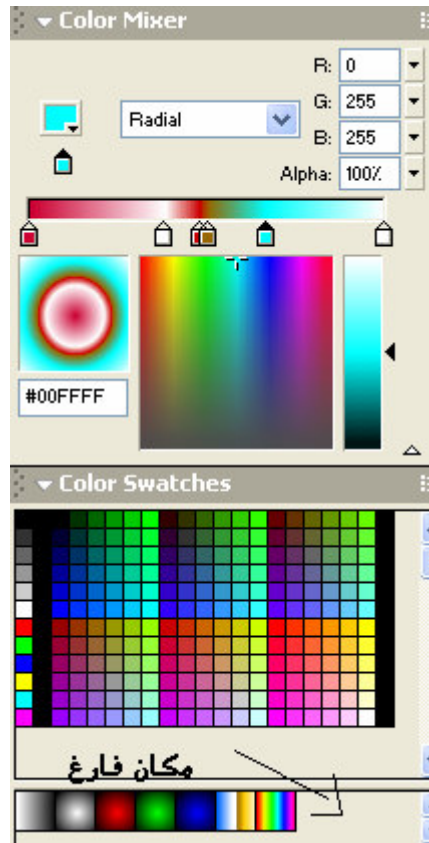 Color Mixer
R: 0
Radial
G: 255
B: 255
Alpha: 100%
#00FFFF
Color Swatches
مكان فارغ